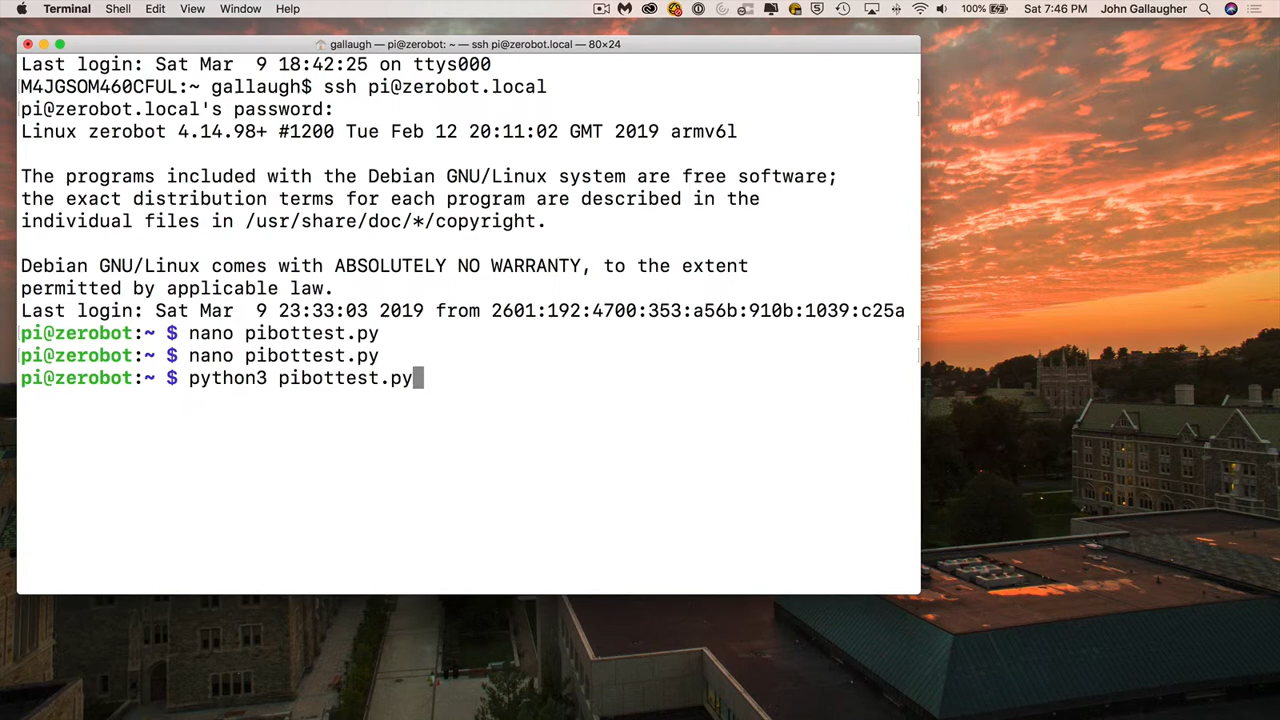 Terminal Shell Edit View Window Help 100% Sat 7:46 PM John Gallaugher
gallaugh — pi@zerobot: ~ — ssh pi@zerobot.local — 80×24
Last login: Sat Mar  9 18:42:25 on ttys000
M4JGSOM460CFUL:~ gallaugh$ ssh pi@zerobot.local
pi@zerobot.local's password:
Linux zerobot 4.14.98+ #1200 Tue Feb 12 20:11:02 GMT 2019 armv6l
The programs included with the Debian GNU/Linux system are free software;
the exact distribution terms for each program are described in the
individual files in /usr/share/doc/*/copyright.
Debian GNU/Linux comes with ABSOLUTELY NO WARRANTY, to the extent
permitted by applicable law.
Last login: Sat Mar  9 23:33:03 2019 from 2601:192:4700:353:a56b:910b:1039:c25a
pi@zerobot:~ $ nano pibottest.py
pi@zerobot:~ $ nano pibottest.py
pi@zerobot:~ $ python3 pibottest.py